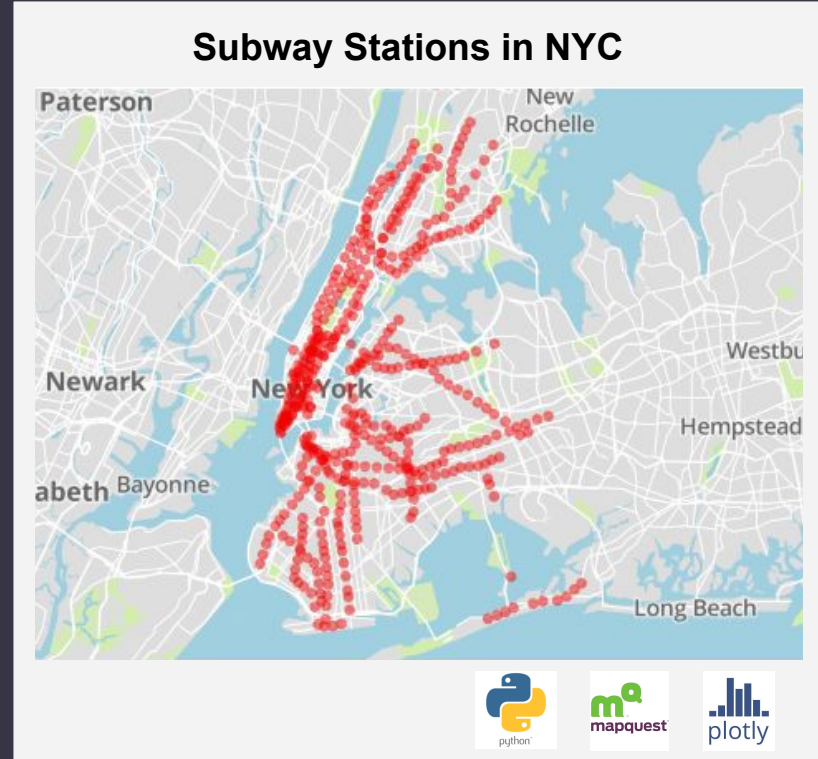 Subway Stations in NYC
Paterson
New
Rochelle
Westbu
Newark
New York
Hempstead
abeth
Bayonne
Long Beach
python
mapquest
plotly